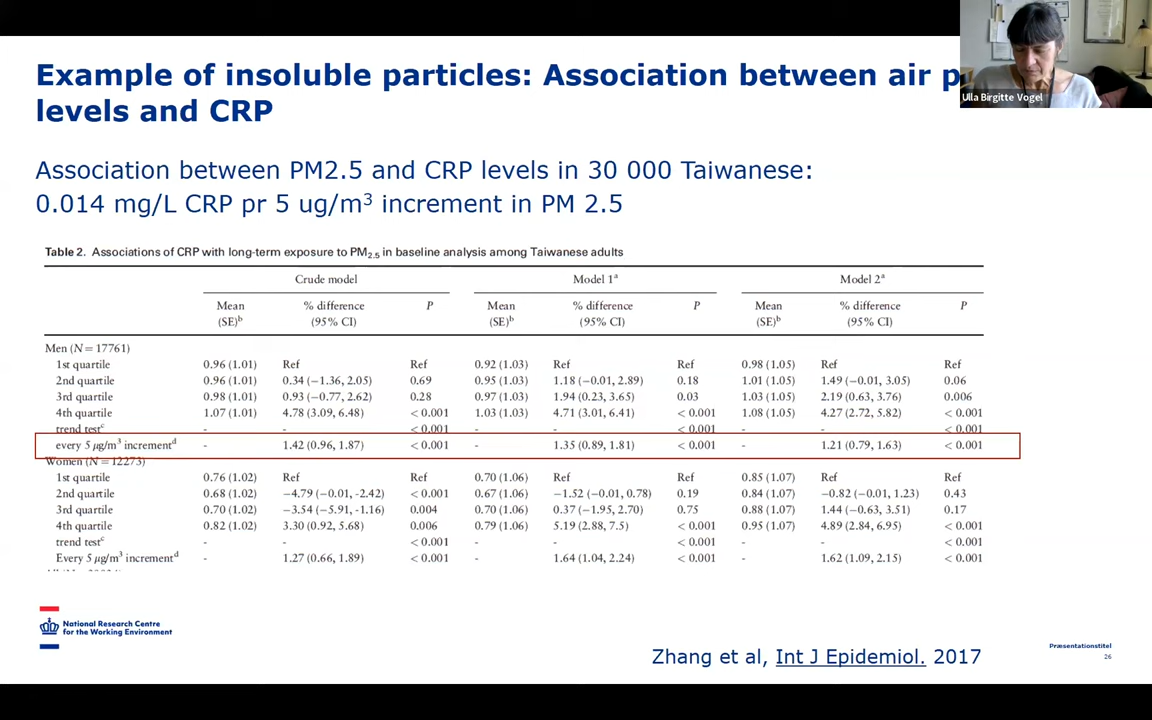 Example of insoluble particles: Association between air p
levels and CRP
Ulla Birgitte Vogel
Association between PM2.5 and CRP levels in 30 000 Taiwanese:
0.014 mg/L CRP pr 5 ug/m³ increment in PM 2.5
Table 2. Associations of CRP with long-term exposure to PM2.5 in baseline analysis among Taiwanese adults
Crude model Model 1ᵃ Model 2ᵃ
Mean % difference P Mean % difference P Mean % difference P
(SE)ᵇ (95% CI) (SE)ᵇ (95% CI) (SE)ᵇ (95% CI)
Men (N = 17761)
1st quartile 0.96 (1.01) Ref Ref 0.92 (1.03) Ref Ref 0.98 (1.05) Ref Ref
2nd quartile 0.96 (1.01) 0.34 (−1.36, 2.05) 0.69 0.95 (1.03) 1.18 (−0.01, 2.89) 0.18 1.01 (1.05) 1.49 (−0.01, 3.05) 0.06
3rd quartile 0.98 (1.01) 0.93 (−0.77, 2.62) 0.28 0.97 (1.03) 1.94 (0.23, 3.65) 0.03 1.03 (1.05) 2.19 (0.63, 3.76) 0.006
4th quartile 1.07 (1.01) 4.78 (3.09, 6.48) < 0.001 1.03 (1.03) 4.71 (3.01, 6.41) < 0.001 1.08 (1.05) 4.27 (2.72, 5.82) < 0.001
trend testᶜ - - < 0.001 - - < 0.001 - - < 0.001
every 5 μg/m³ incrementᵈ - 1.42 (0.96, 1.87) < 0.001 - 1.35 (0.89, 1.81) < 0.001 - 1.21 (0.79, 1.63) < 0.001
Women (N = 12273)
1st quartile 0.76 (1.02) Ref Ref 0.70 (1.06) Ref Ref 0.85 (1.07) Ref Ref
2nd quartile 0.68 (1.02) −4.79 (−0.01, -2.42) < 0.001 0.67 (1.06) −1.52 (−0.01, 0.78) 0.19 0.84 (1.07) −0.82 (−0.01, 1.23) 0.43
3rd quartile 0.70 (1.02) −3.54 (−5.91, -1.16) 0.004 0.70 (1.06) 0.37 (−1.95, 2.70) 0.75 0.88 (1.07) 1.44 (−0.63, 3.51) 0.17
4th quartile 0.82 (1.02) 3.30 (0.92, 5.68) 0.006 0.79 (1.06) 5.19 (2.88, 7.5) < 0.001 0.95 (1.07) 4.89 (2.84, 6.95) < 0.001
trend testᶜ - - < 0.001 - - < 0.001 - - < 0.001
Every 5 μg/m³ incrementᵈ - 1.27 (0.66, 1.89) < 0.001 - 1.64 (1.04, 2.24) < 0.001 - 1.62 (1.09, 2.15) < 0.001
National Research Centre
for the Working Environment
Præsentationstitel
26
Zhang et al, Int J Epidemiol. 2017